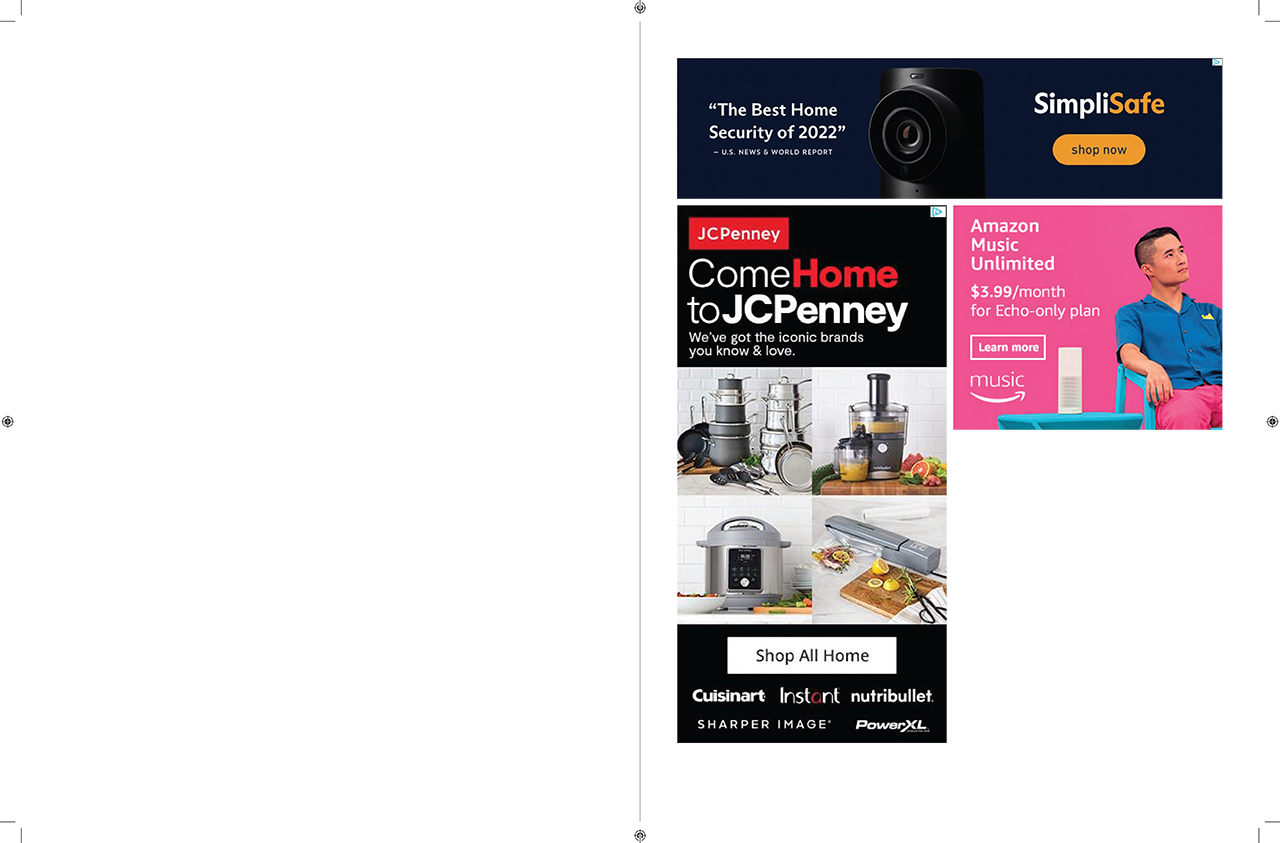 “The Best Home
Security of 2022”
– U.S. NEWS & WORLD REPORT
SimpliSafe
shop now
JCPenney
ComeHome
toJCPenney
We’ve got the iconic brands
you know & love.
Shop All Home
Cuisinart Instant nutribullet.
SHARPER IMAGE® PowerXL
Amazon
Music
Unlimited
$3.99/month
for Echo-only plan
Learn more
music